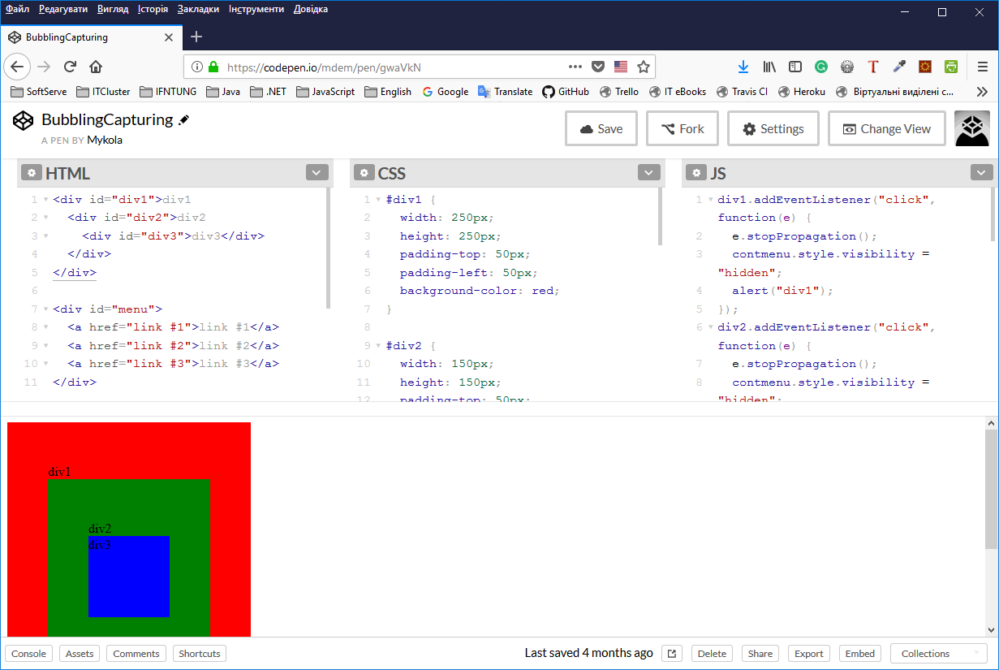 Файл Редагувати Вигляд Історія Закладки Інструменти Довідка
BubblingCapturing
https://codepen.io/mdem/pen/gwaVkN
SoftServe ITCluster IFNTUNG Java .NET JavaScript English Google Translate GitHub Trello IT eBooks Travis CI Heroku Віртуальні виділені с...
BubblingCapturing
A PEN BY Mykola
Save Fork Settings Change View
HTML
1 <div id="div1">div1
2 <div id="div2">div2
3 <div id="div3">div3</div>
4 </div>
5 </div>
6
7 <div id="menu">
8 <a href="link #1">link #1</a>
9 <a href="link #2">link #2</a>
10 <a href="link #3">link #3</a>
11 </div>
CSS
1 #div1 {
2 width: 250px;
3 height: 250px;
4 padding-top: 50px;
5 padding-left: 50px;
6 background-color: red;
7 }
8
9 #div2 {
10 width: 150px;
11 height: 150px;
12 padding-top: 50px;
JS
1 div1.addEventListener("click",
function(e) {
2 e.stopPropagation();
3 contmenu.style.visibility =
"hidden";
4 alert("div1");
5 });
6 div2.addEventListener("click",
function(e) {
7 e.stopPropagation();
8 contmenu.style.visibility =
"hidden";
div1
div2
div3
Console Assets Comments Shortcuts Last saved 4 months ago Delete Share Export Embed Collections